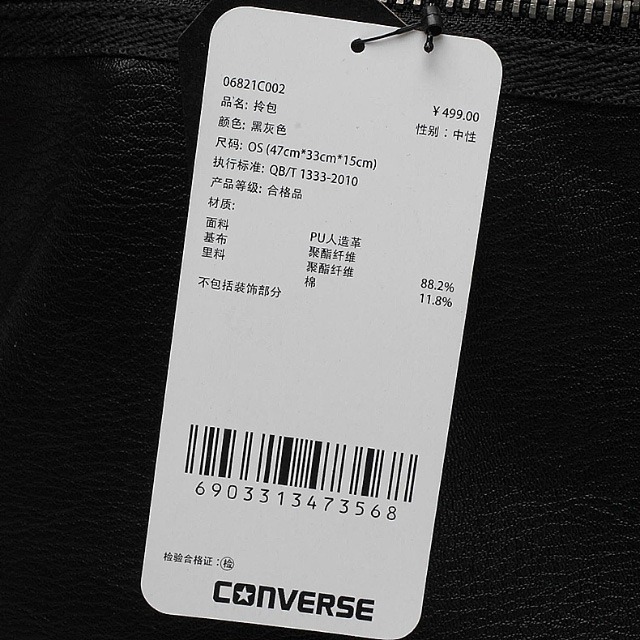 06821C002
品名: 拎包
¥ 499.00
颜色: 黑灰色
性别: 中性
尺码: OS (47cm*33cm*15cm)
执行标准: QB/T 1333-2010
产品等级: 合格品
材质:
面料 PU人造革
基布 聚酯纤维
里料 聚酯纤维 88.2%
棉 11.8%
不包括装饰部分
6903313473568
检验合格证: 检
CONVERSE